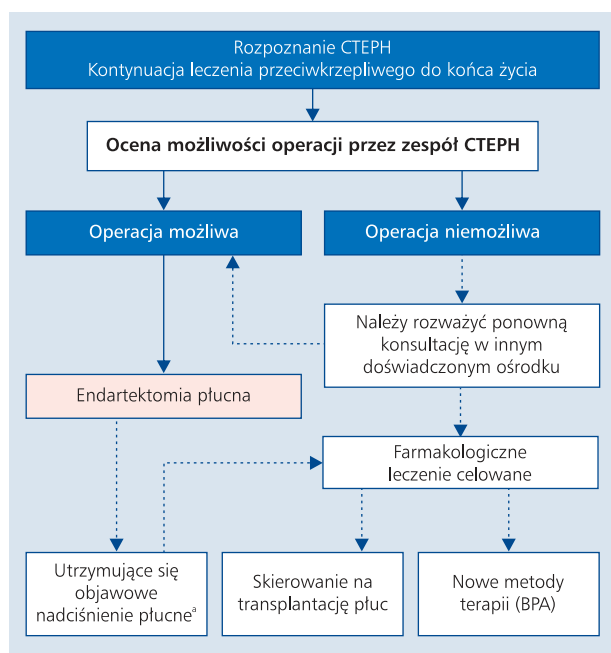 Rozpoznanie CTEPH
Kontynuacja leczenia przeciwkrzepliwego do końca życia
Ocena możliwości operacji przez zespół CTEPH
Operacja możliwa
Operacja niemożliwa
Należy rozważyć ponowną
konsultację w innym
doświadczonym ośrodku
Endartektomia płucna
Farmakologiczne
leczenie celowane
Utrzymujące się
objawowe
nadciśnienie płucneᵃ
Skierowanie na
transplantację płuc
Nowe metody
terapii (BPA)